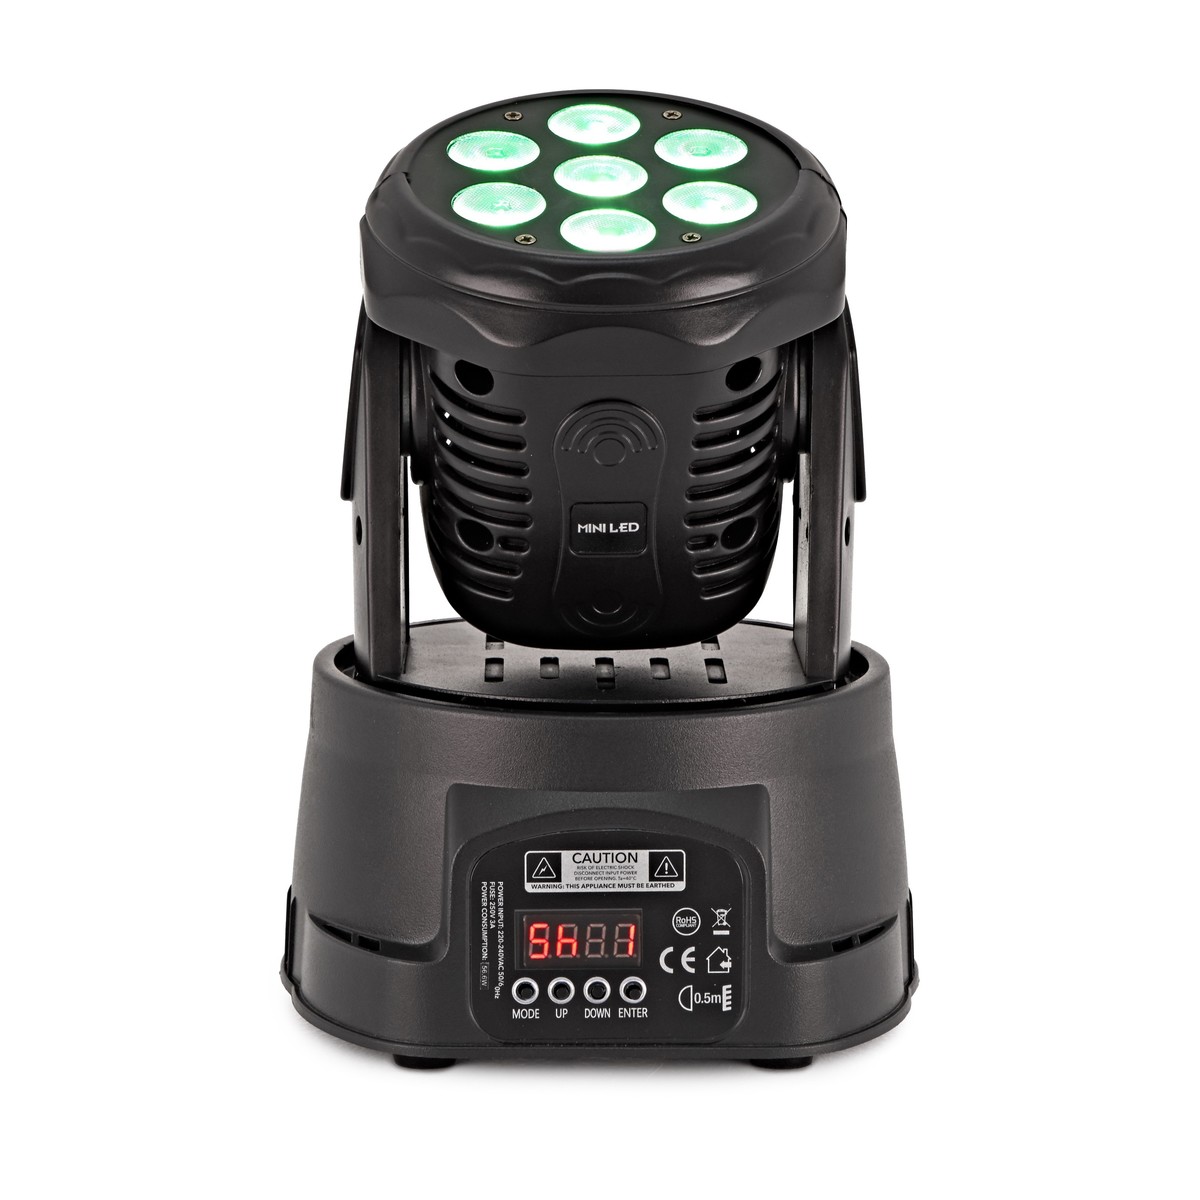 MINI LED
CAUTION
RISK OF ELECTRIC SHOCK
DISCONNECT INPUT POWER
BEFORE OPENING. Ta=40°C
WARNING: THIS APPLIANCE MUST BE EARTHED
POWER INPUT: 220-240VAC 50/60Hz
FUSE: 250V 3A
POWER CONSUMPTION: 56.6W
Sh 1
RoHS
COMPLIANT
CE
0.5m
MODE UP DOWN ENTER